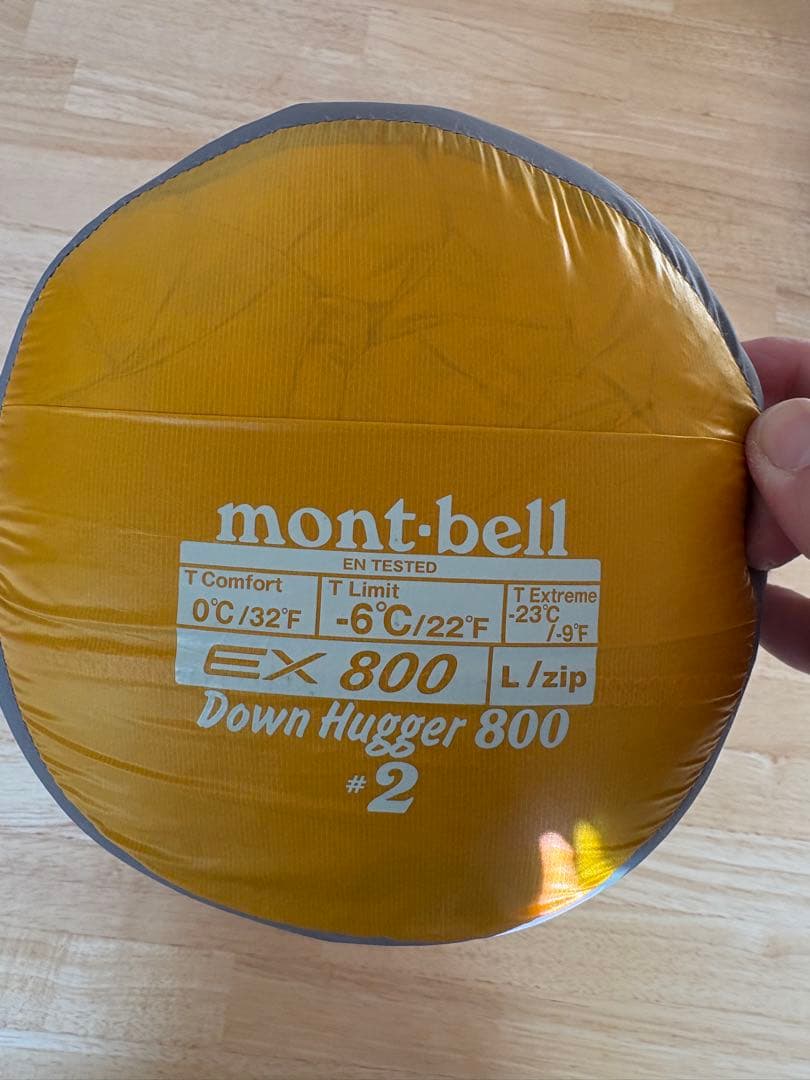 mont·bell
EN TESTED
T Comfort
0℃/32°F
T Limit
-6℃/22°F
T Extreme
-23℃
/-9°F
EX 800
L/zip
Down Hugger 800
#2